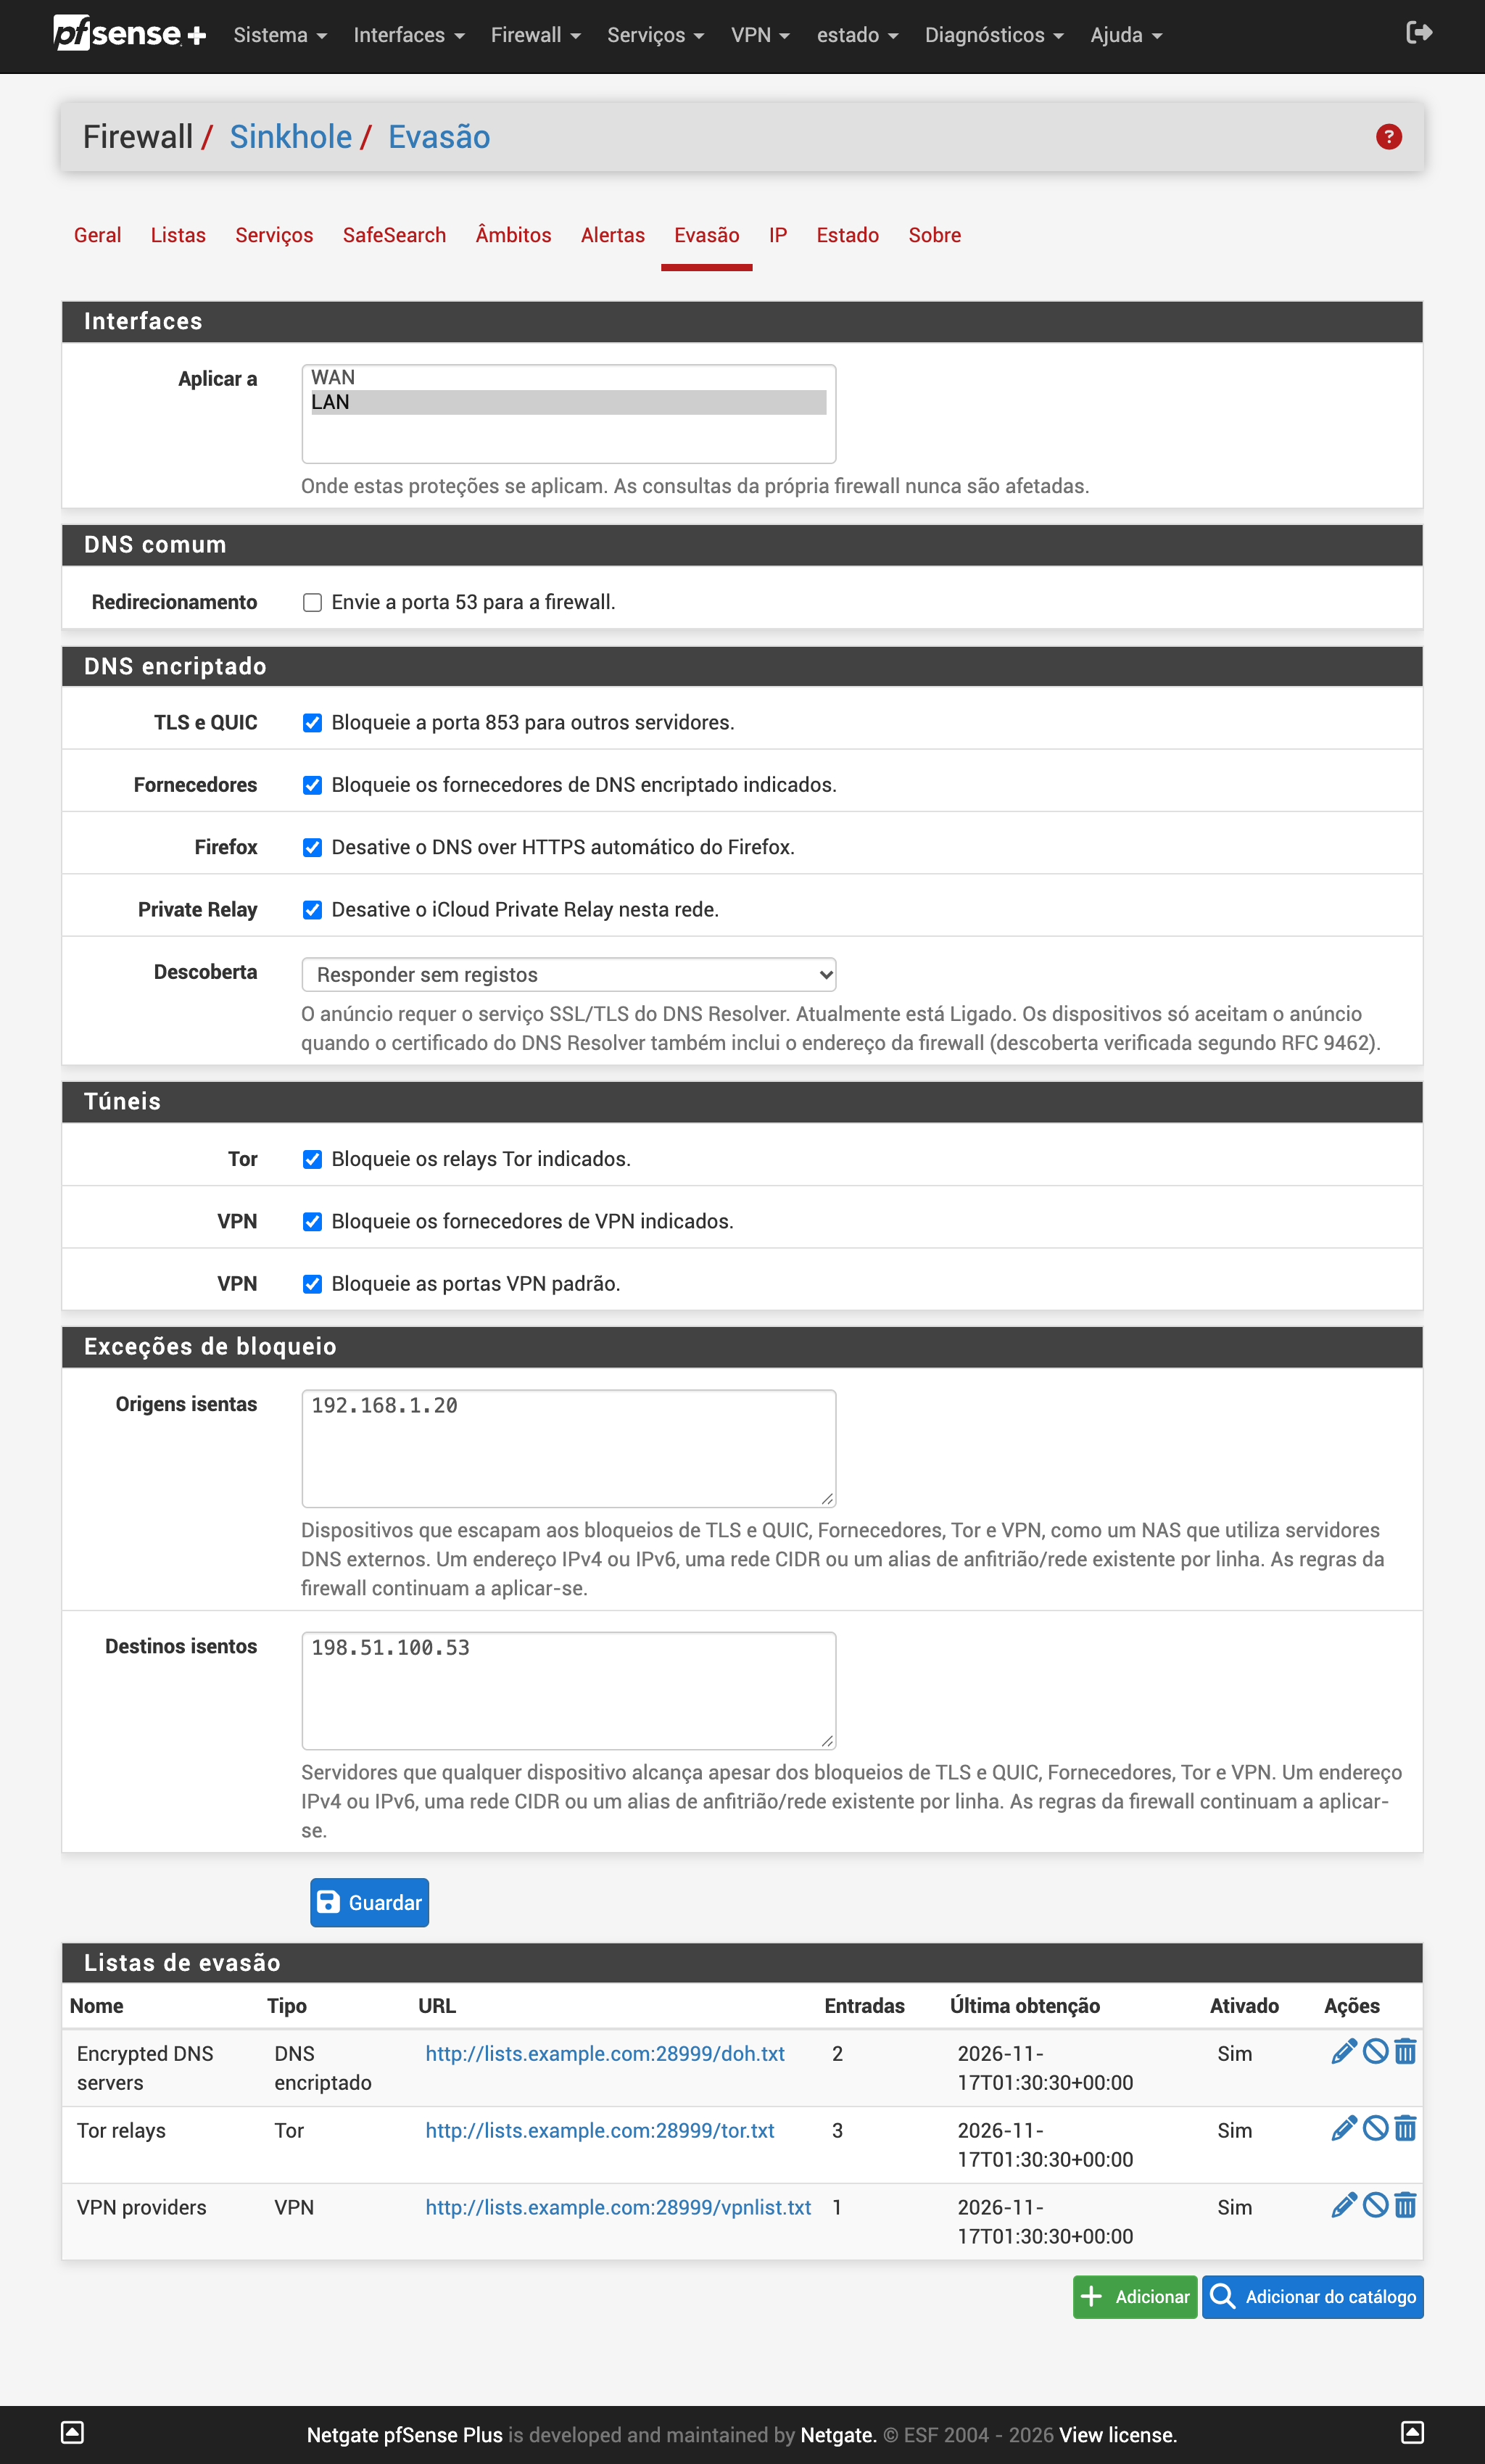 pfsense +
Sistema Interfaces Firewall Serviços VPN estado Diagnósticos Ajuda
Firewall / Sinkhole / Evasão
?
Geral Listas Serviços SafeSearch Âmbitos Alertas Evasão IP Estado Sobre
Interfaces
Aplicar a
WAN
LAN
Onde estas proteções se aplicam. As consultas da própria firewall nunca são afetadas.
DNS comum
Redirecionamento Envie a porta 53 para a firewall.
DNS encriptado
TLS e QUIC Bloqueie a porta 853 para outros servidores.
Fornecedores Bloqueie os fornecedores de DNS encriptado indicados.
Firefox Desative o DNS over HTTPS automático do Firefox.
Private Relay Desative o iCloud Private Relay nesta rede.
Descoberta Responder sem registos
O anúncio requer o serviço SSL/TLS do DNS Resolver. Atualmente está Ligado. Os dispositivos só aceitam o anúncio
quando o certificado do DNS Resolver também inclui o endereço da firewall (descoberta verificada segundo RFC 9462).
Túneis
Tor Bloqueie os relays Tor indicados.
VPN Bloqueie os fornecedores de VPN indicados.
VPN Bloqueie as portas VPN padrão.
Exceções de bloqueio
Origens isentas 192.168.1.20
Dispositivos que escapam aos bloqueios de TLS e QUIC, Fornecedores, Tor e VPN, como um NAS que utiliza servidores
DNS externos. Um endereço IPv4 ou IPv6, uma rede CIDR ou um alias de anfitrião/rede existente por linha. As regras da
firewall continuam a aplicar-se.
Destinos isentos 198.51.100.53
Servidores que qualquer dispositivo alcança apesar dos bloqueios de TLS e QUIC, Fornecedores, Tor e VPN. Um endereço
IPv4 ou IPv6, uma rede CIDR ou um alias de anfitrião/rede existente por linha. As regras da firewall continuam a aplicar-
se.
Guardar
Listas de evasão
Nome Tipo URL Entradas Última obtenção Ativado Ações
Encrypted DNS DNS http://lists.example.com:28999/doh.txt 2 2026-11- Sim
servers encriptado 17T01:30:30+00:00
Tor relays Tor http://lists.example.com:28999/tor.txt 3 2026-11- Sim
17T01:30:30+00:00
VPN providers VPN http://lists.example.com:28999/vpnlist.txt 1 2026-11- Sim
17T01:30:30+00:00
Adicionar Adicionar do catálogo
Netgate pfSense Plus is developed and maintained by Netgate. © ESF 2004 - 2026 View license.